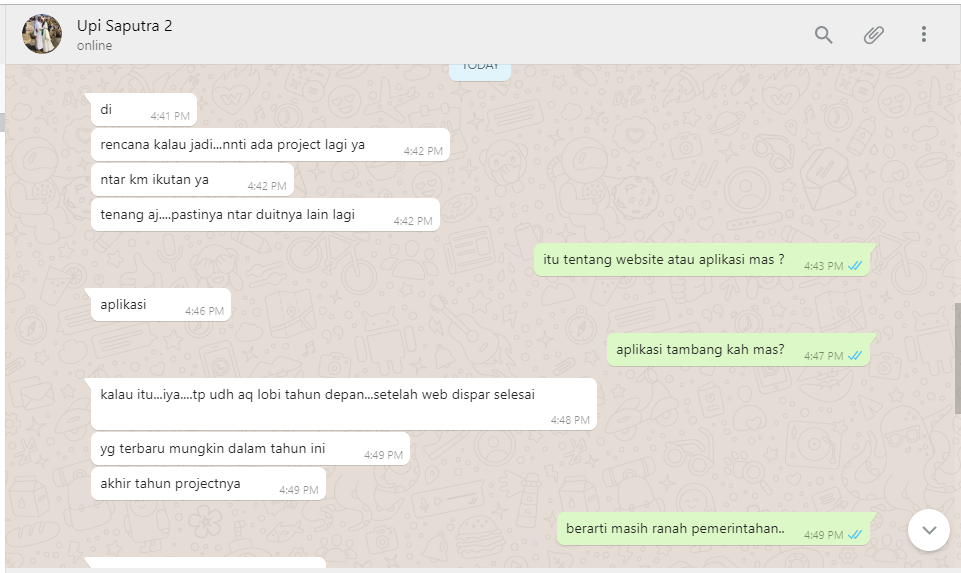 Upi Saputra 2
online
TODAY
di
4:41 PM
rencana kalau jadi...nnti ada project lagi ya
4:42 PM
ntar km ikutan ya
4:42 PM
tenang aj....pastinya ntar duitnya lain lagi
4:42 PM
itu tentang website atau aplikasi mas ?
4:43 PM
aplikasi
4:46 PM
aplikasi tambang kah mas?
4:47 PM
kalau itu...iya....tp udh aq lobi tahun depan...setelah web dispar selesai
4:48 PM
yg terbaru mungkin dalam tahun ini
4:49 PM
akhir tahun projectnya
4:49 PM
berarti masih ranah pemerintahan..
4:49 PM